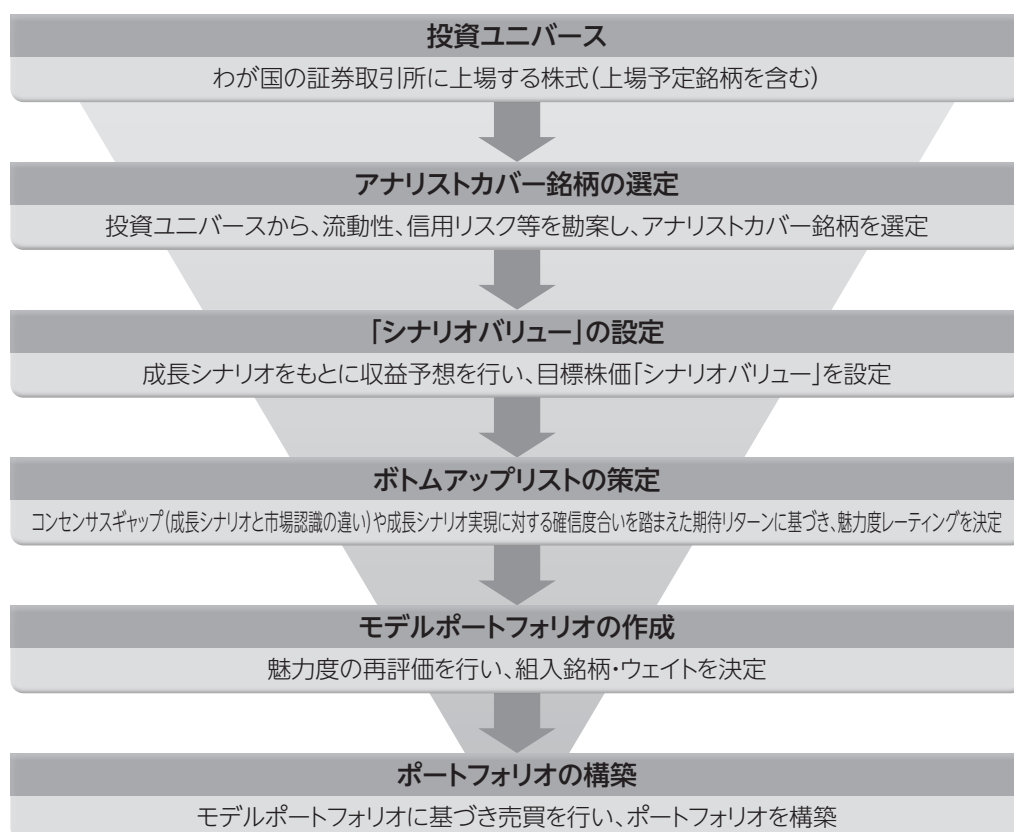 投資ユニバース
わが国の証券取引所に上場する株式(上場予定銘柄を含む)
アナリストカバー銘柄の選定
投資ユニバースから、流動性、信用リスク等を勘案し、アナリストカバー銘柄を選定
「シナリオバリュー」の設定
成長シナリオをもとに収益予想を行い、目標株価「シナリオバリュー」を設定
ボトムアップリストの策定
コンセンサスギャップ(成長シナリオと市場認識の違い)や成長シナリオ実現に対する確信度合いを踏まえた期待リターンに基づき、魅力度レーティングを決定
モデルポートフォリオの作成
魅力度の再評価を行い、組入銘柄・ウェイトを決定
ポートフォリオの構築
モデルポートフォリオに基づき売買を行い、ポートフォリオを構築